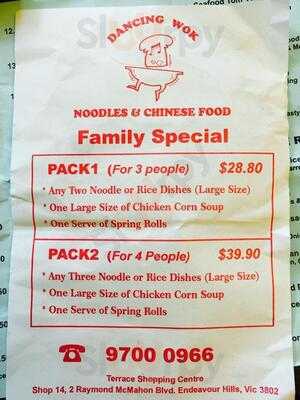 DANCING WOK
NOODLES & CHINESE FOOD
Family Special
PACK1 (For 3 people) $28.80
* Any Two Noodle or Rice Dishes (Large Size)
* One Large Size of Chicken Corn Soup
* One Serve of Spring Rolls
PACK2 (For 4 People) $39.90
* Any Three Noodle or Rice Dishes (Large Size)
* One Large Size of Chicken Corn Soup
* One Serve of Spring Rolls
☎ 9700 0966
Terrace Shopping Centre
Shop 14, 2 Raymond McMahon Blvd. Endeavour Hills, Vic 3802